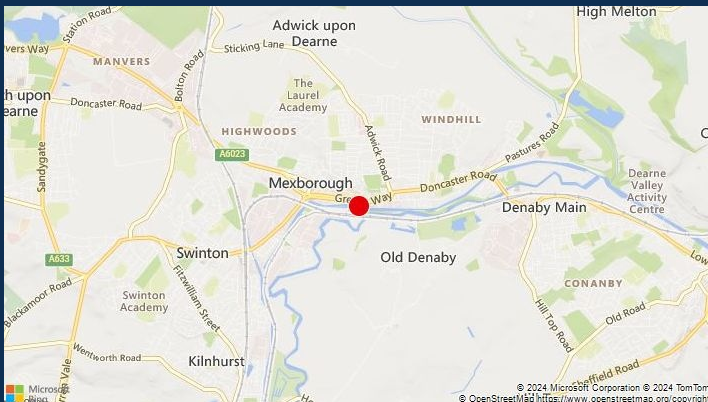 High Melton
Adwick upon
Dearne
Station Road
Sticking Lane
MANVERS
Bolton Road
The
Laurel
Academy
Doncaster Road
WINDHILL
HIGHWOODS
Adwick Road
Pastures Road
A6023
Sandygate
Mexborough
Doncaster Road
Dearne
Valley
Activity
Centre
Way
Denaby Main
Swinton
Old Denaby
A633
Fitzwilliam Street
CONANBY
Blackamoor Road
Swinton
Academy
Hill Top Road
Old Road
Wentworth Road
Kilnhurst
Sheffield Road
Microsoft
Bing
© 2024 Microsoft Corporation © 2024 TomTom
© OpenStreetMap https://www.openstreetmap.org/copyright